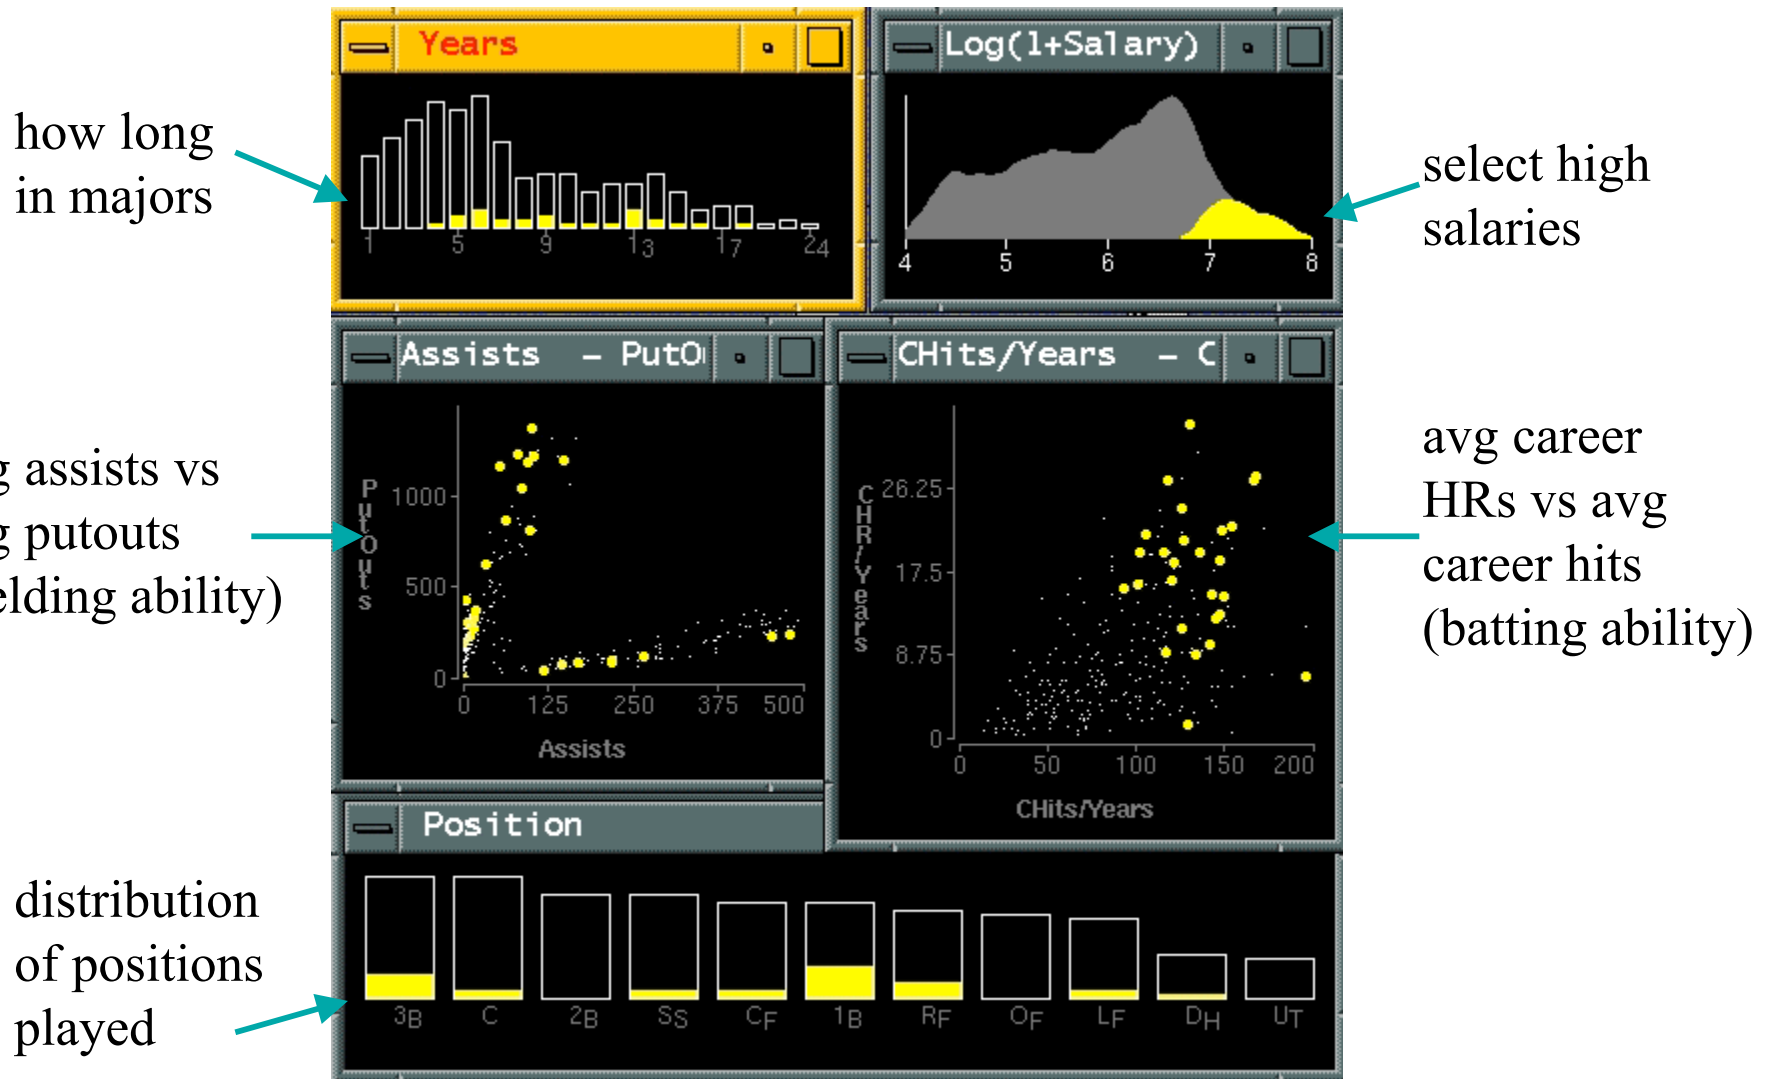 Years
Log(1+Salary)
how long
in majors
1 5 9 13 17 24
4 5 6 7 8
select high
salaries
Assists – PutO
CHits/Years – C
g assists vs
g putouts
elding ability)
PutOuts
1000
500
0
0 125 250 375 500
Assists
CHR/Years
26.25
17.5
8.75
0
0 50 100 150 200
CHits/Years
avg career
HRs vs avg
career hits
(batting ability)
Position
distribution
of positions
played
3B C 2B SS CF 1B RF OF LF DH UT